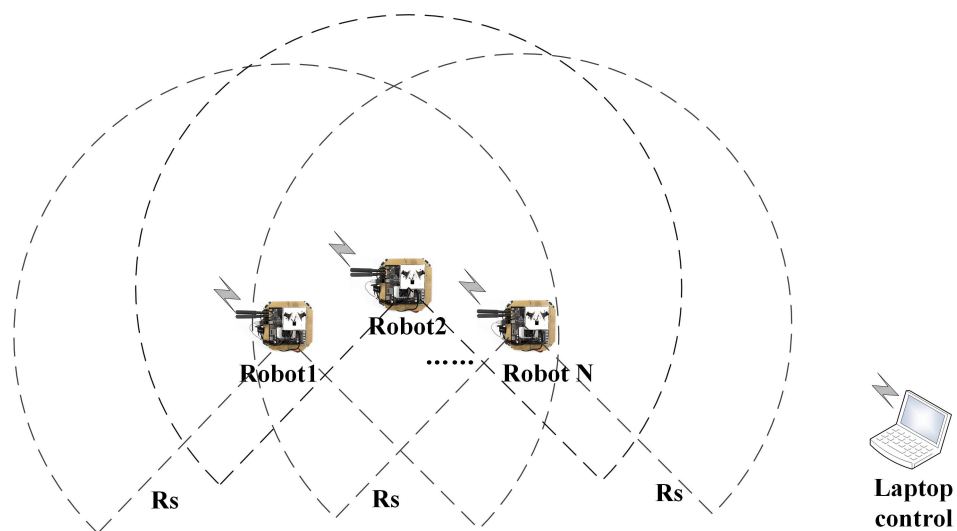 Robot2
......
Robot1
Robot N
Rs
Rs
Rs
Laptop
control